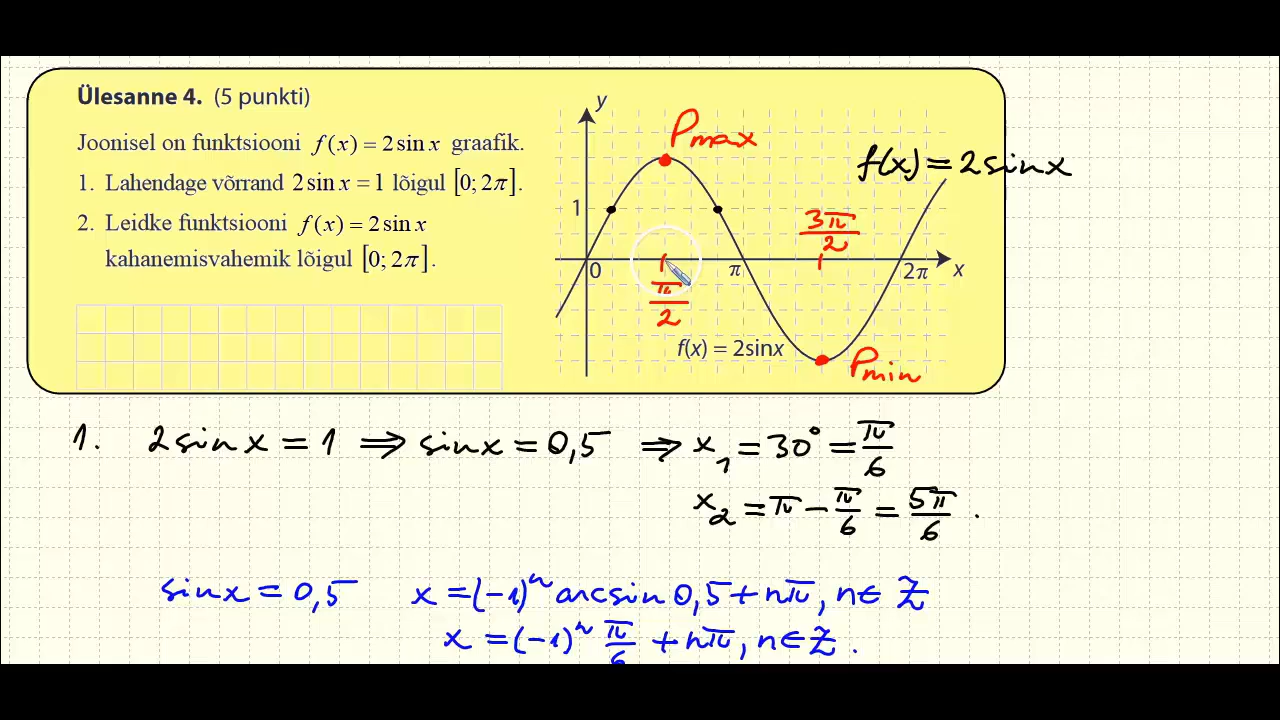 Ülesanne 4. (5 punkti)
Joonisel on funktsiooni f(x) = 2 sin x graafik.
1. Lahendage võrrand 2 sin x = 1 lõigul [0; 2π].
2. Leidke funktsiooni f(x) = 2 sin x
kahanemisvahemik lõigul [0; 2π].
y
Pmax
f(x) = 2sinx
1
3π/2
0
π
2π
x
π/2
f(x) = 2sinx
Pmin
1. 2sinx = 1 ⇒ sinx = 0,5 ⇒ x₁ = 30° = π/6
x₂ = π − π/6 = 5π/6 .
sinx = 0,5 x = (−1)ⁿ arcsin 0,5 + nπ, n ∈ Z
x = (−1)ⁿ π/6 + nπ, n ∈ Z.